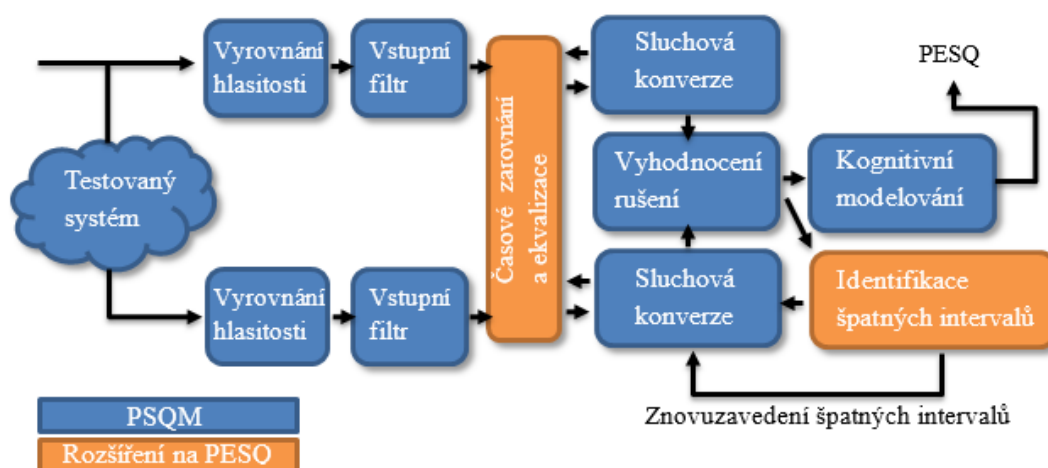 Vyrovnání
hlasitosti
Vstupní
filtr
Sluchová
konverze
PESQ
Testovaný
systém
Časové zarovnání
a ekvalizace
Vyhodnocení
rušení
Kognitivní
modelování
Vyrovnání
hlasitosti
Vstupní
filtr
Sluchová
konverze
Identifikace
špatných intervalů
Znovuzavedení špatných intervalů
PSQM
Rozšíření na PESQ